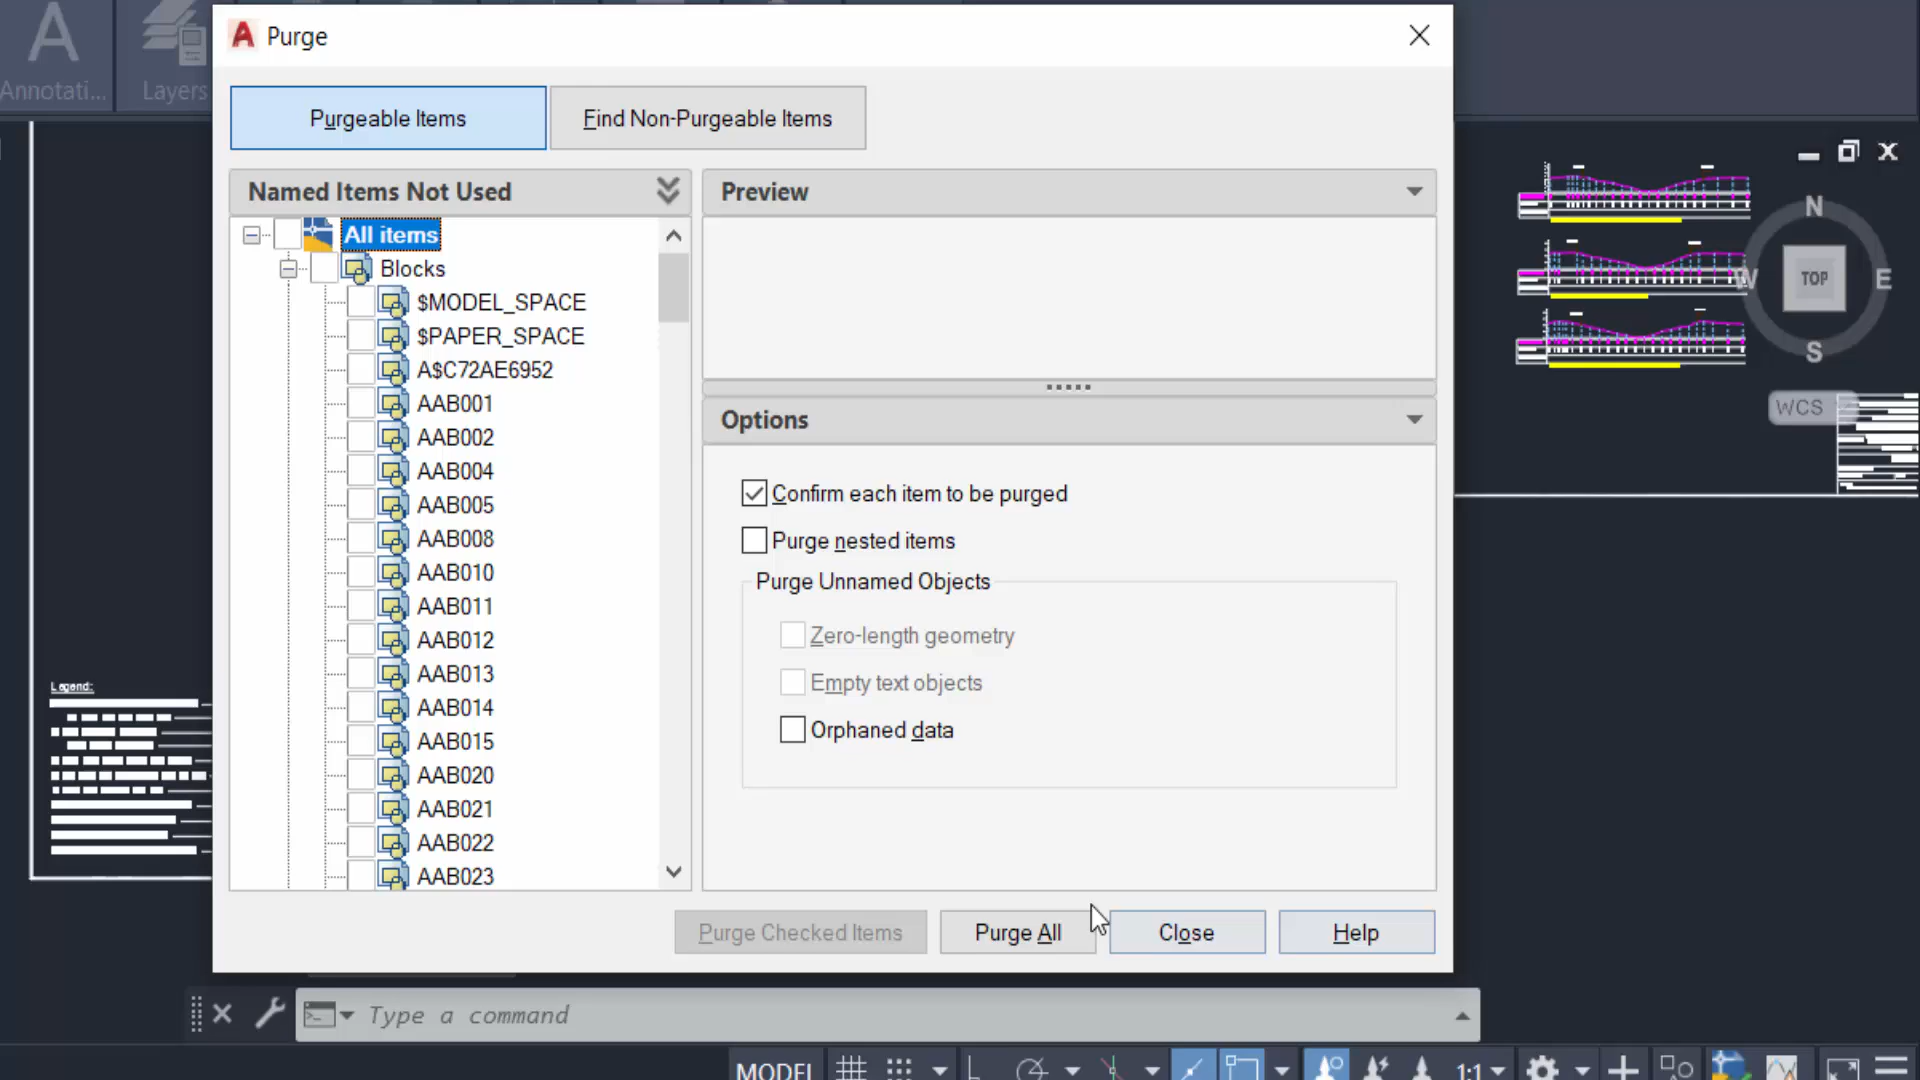 A
Annotati...
Layers
A Purge
Purgeable Items
Find Non-Purgeable Items
Named Items Not Used
All items
Blocks
$MODEL_SPACE
$PAPER_SPACE
A$C72AE6952
AAB001
AAB002
AAB004
AAB005
AAB008
AAB010
AAB011
AAB012
AAB013
AAB014
AAB015
AAB020
AAB021
AAB022
AAB023
Preview
Options
Confirm each item to be purged
Purge nested items
Purge Unnamed Objects
Zero-length geometry
Empty text objects
Orphaned data
Purge Checked Items
Purge All
Close
Help
N
W
TOP
E
S
WCS
Legend:
Type a command
MODEL
1:1